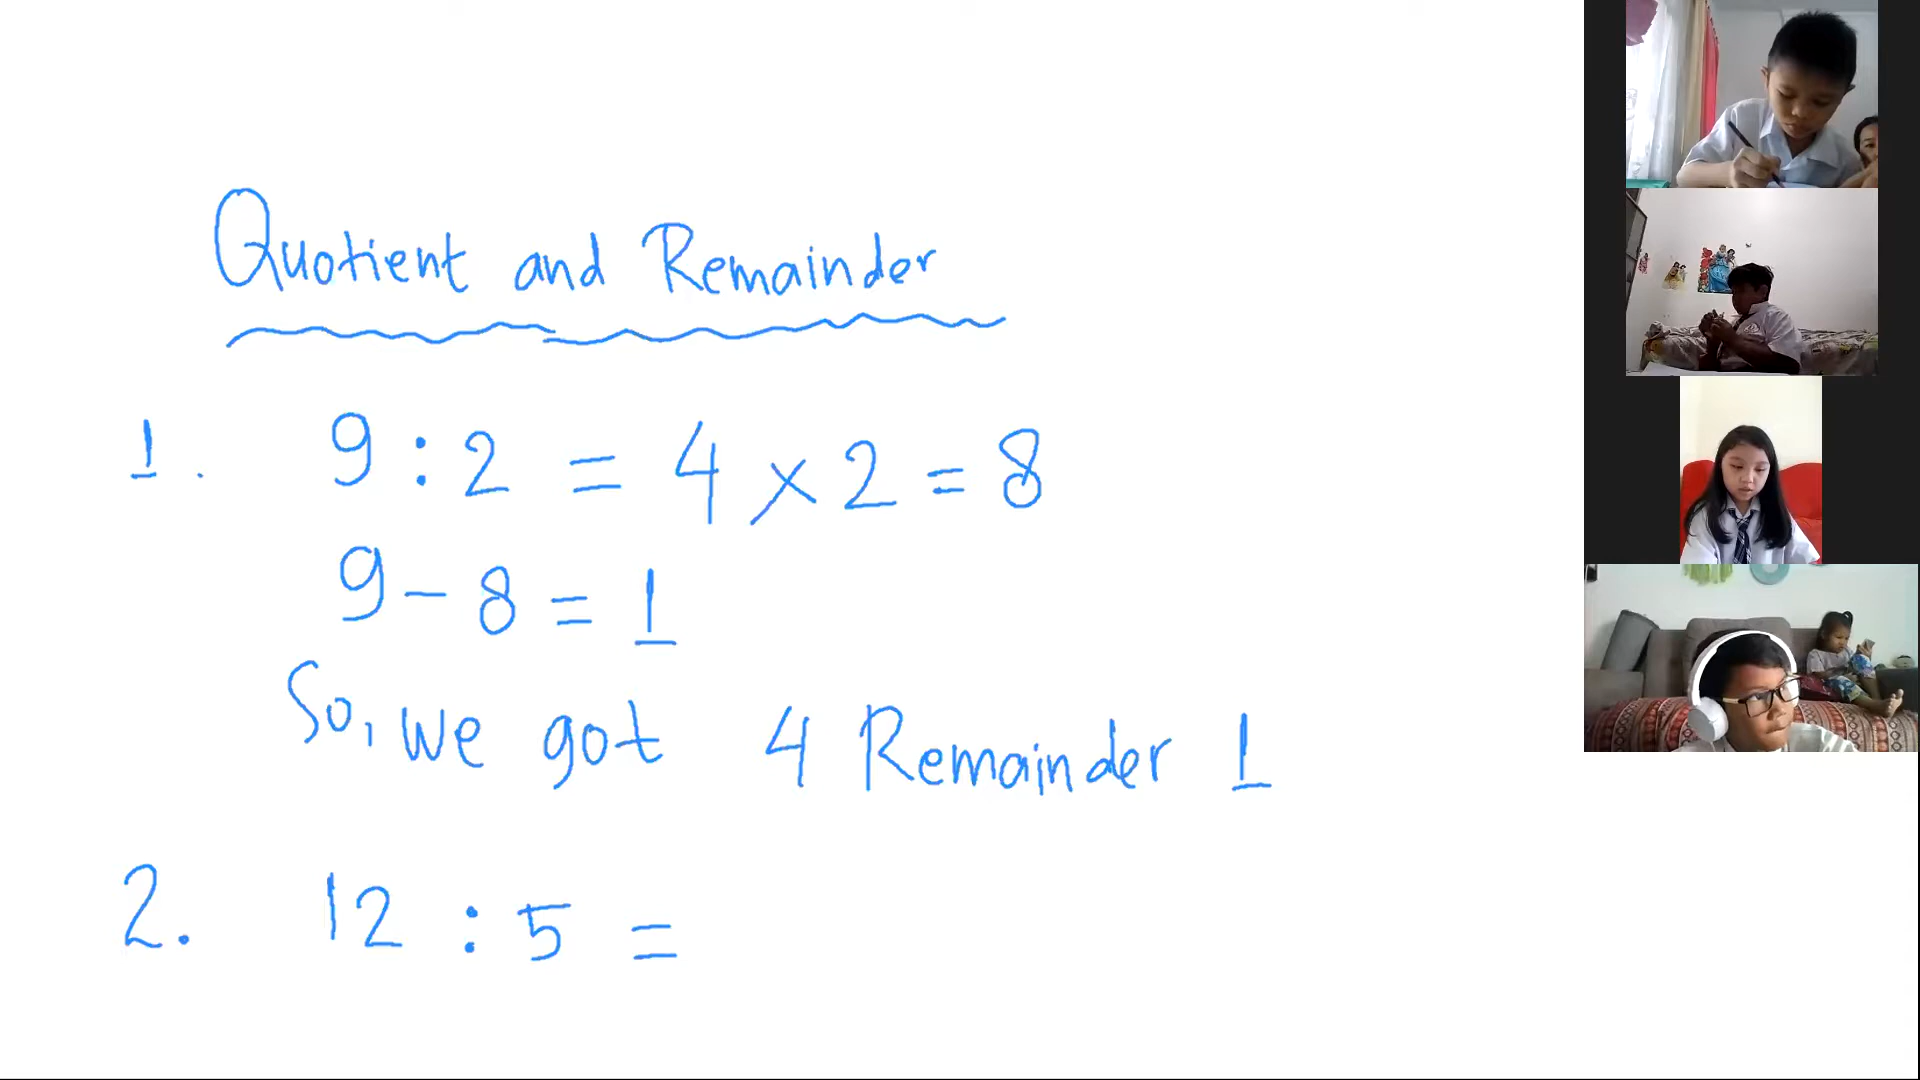 Quotient and Remainder
1. 9 : 2 = 4 × 2 = 8
9 - 8 = 1
So, we got 4 Remainder 1
2. 12 : 5 =